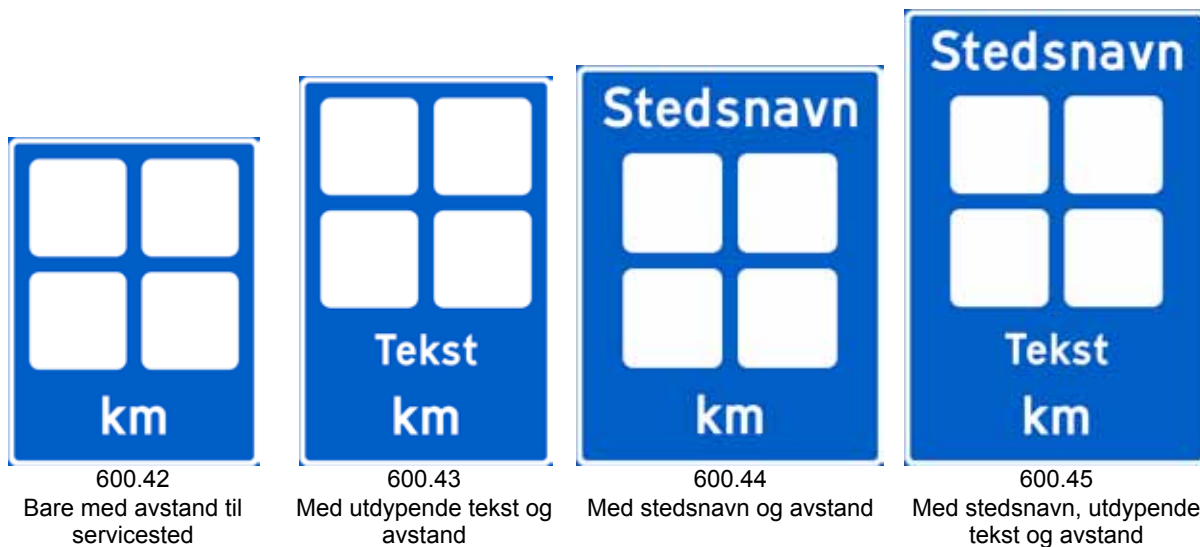 km
600.42
Bare med avstand til
servicested
Tekst
km
600.43
Med utdypende tekst og
avstand
Stedsnavn
km
600.44
Med stedsnavn og avstand
Stedsnavn
Tekst
km
600.45
Med stedsnavn, utdypende
tekst og avstand